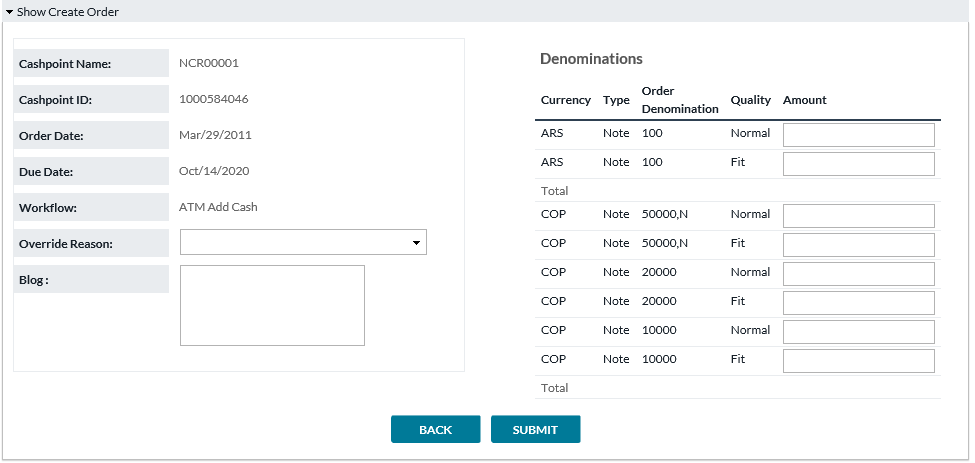 Show Create Order
Cashpoint Name: NCR00001
Cashpoint ID: 1000584046
Order Date: Mar/29/2011
Due Date: Oct/14/2020
Workflow: ATM Add Cash
Override Reason:
Blog :
Denominations
Currency Type Order Denomination Quality Amount
ARS Note 100 Normal
ARS Note 100 Fit
Total
COP Note 50000,N Normal
COP Note 50000,N Fit
COP Note 20000 Normal
COP Note 20000 Fit
COP Note 10000 Normal
COP Note 10000 Fit
Total
BACK SUBMIT